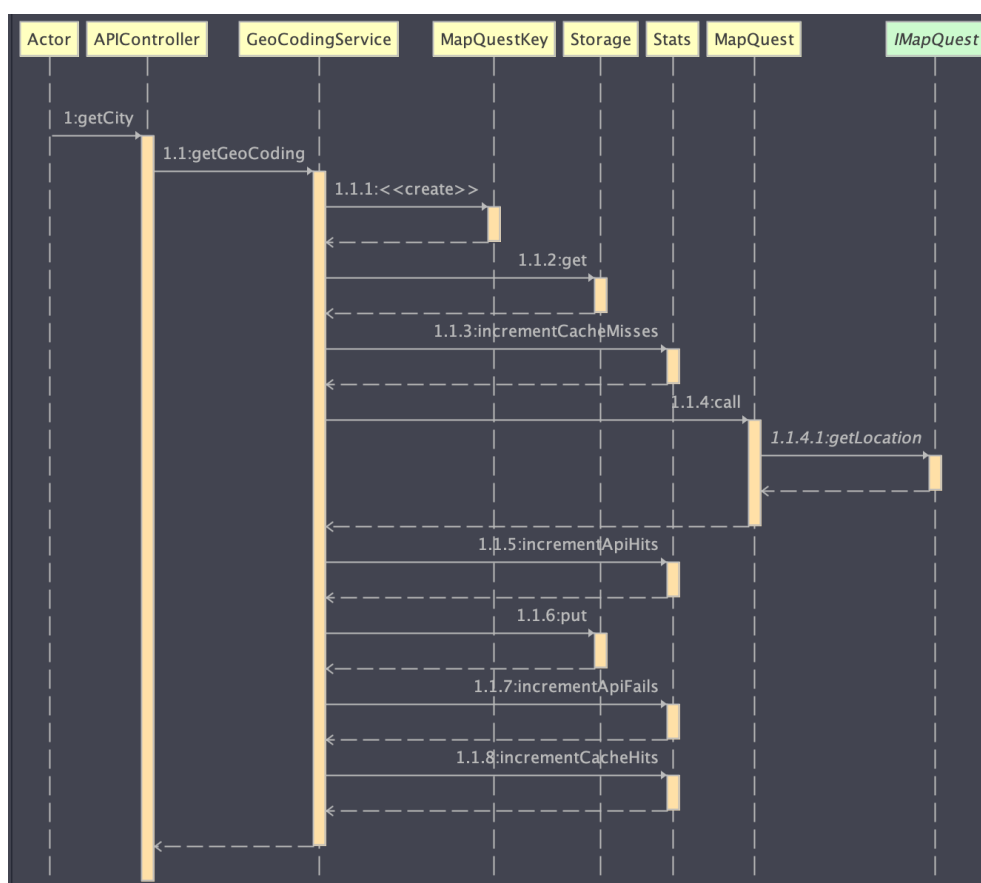 Actor
APIController
GeoCodingService
MapQuestKey
Storage
Stats
MapQuest
IMapQuest
1:getCity
1.1:getGeoCoding
1.1.1:<<create>>
1.1.2:get
1.1.3:incrementCacheMisses
1.1.4:call
1.1.4.1:getLocation
1.1.5:incrementApiHits
1.1.6:put
1.1.7:incrementApiFails
1.1.8:incrementCacheHits